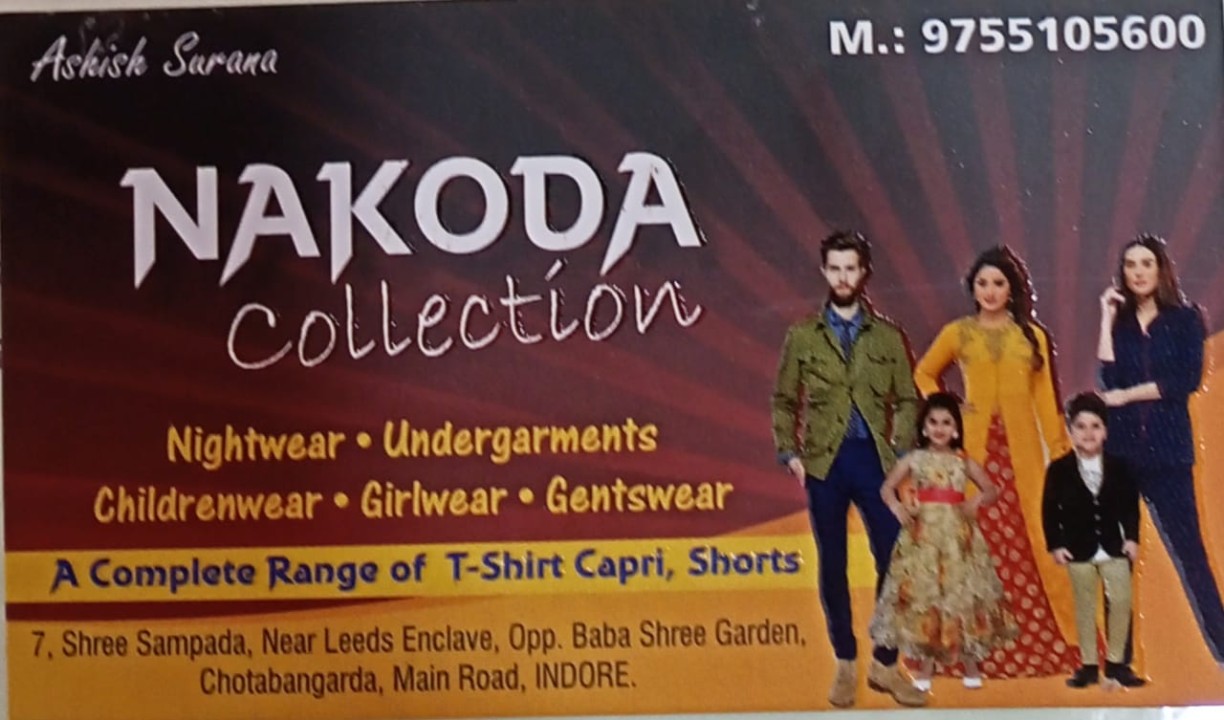 Ashish Surana
M.: 9755105600
NAKODA
Collection
Nightwear • Undergarments
Childrenwear • Girlwear • Gentswear
A Complete Range of T-Shirt Capri, Shorts
7, Shree Sampada, Near Leeds Enclave, Opp. Baba Shree Garden,
Chotabangarda, Main Road, INDORE.